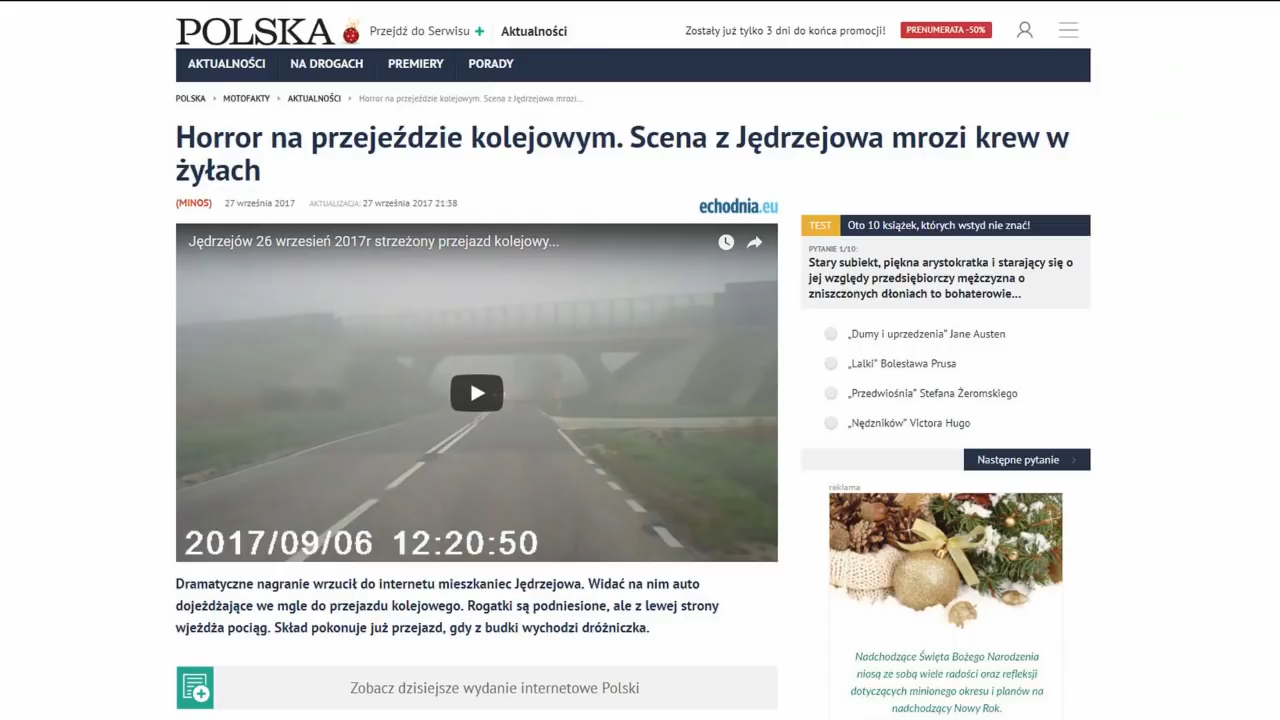 POLSKA Przejdź do Serwisu + Aktualności Zostały już tylko 3 dni do końca promocji! PRENUMERATA -50%
AKTUALNOŚCI NA DROGACH PREMIERY PORADY
POLSKA MOTOFAKTY AKTUALNOŚCI Horror na przejeździe kolejowym. Scena z Jędrzejowa mrozi...
Horror na przejeździe kolejowym. Scena z Jędrzejowa mrozi krew w
żyłach
(MINOS) 27 września 2017 AKTUALIZACJA: 27 września 2017 21:38
echodnia.eu
Jędrzejów 26 wrzesień 2017r strzeżony przejazd kolejowy...
2017/09/06 12:20:50
Dramatyczne nagranie wrzucił do internetu mieszkaniec Jędrzejowa. Widać na nim auto
dojeżdżające we mgle do przejazdu kolejowego. Rogatki są podniesione, ale z lewej strony
wjeżdża pociąg. Skład pokonuje już przejazd, gdy z budki wychodzi dróżniczka.
Zobacz dzisiejsze wydanie internetowe Polski
TEST Oto 10 książek, których wstyd nie znać!
PYTANIE 1/10:
Stary subiekt, piękna arystokratka i starający się o
jej względy przedsiębiorczy mężczyzna o
zniszczonych dłoniach to bohaterowie...
„Dumy i uprzedzenia” Jane Austen
„Lalki” Bolesława Prusa
„Przedwiośnia” Stefana Żeromskiego
„Nędzników” Victora Hugo
Następne pytanie
reklama
Nadchodzące Święta Bożego Narodzenia
niosą ze sobą wiele radości oraz refleksji
dotyczących minionego okresu i planów na
nadchodzący Nowy Rok.